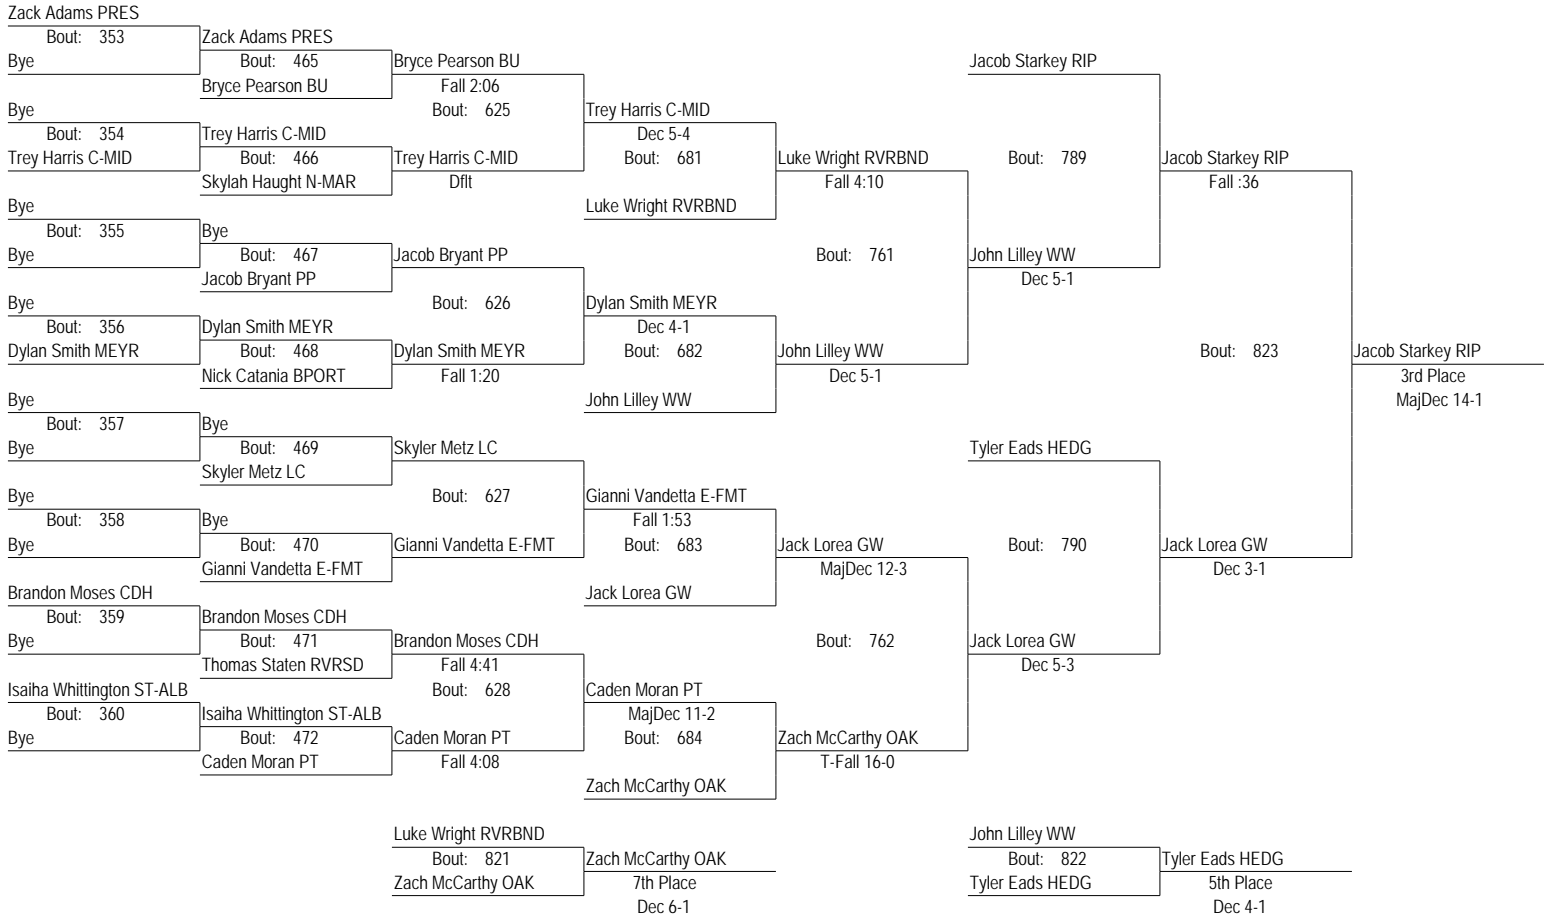 Zack Adams PRES
Bout: 353
Bye
Bye
Bout: 354
Trey Harris C-MID
Bye
Bout: 355
Bye
Bye
Bout: 356
Dylan Smith MEYR
Bye
Bout: 357
Bye
Bye
Bout: 358
Bye
Brandon Moses CDH
Bout: 359
Bye
Isaiha Whittington ST-ALB
Bout: 360
Bye
Zack Adams PRES
Bout: 465
Bryce Pearson BU
Trey Harris C-MID
Bout: 466
Skylah Haught N-MAR
Bye
Bout: 467
Jacob Bryant PP
Dylan Smith MEYR
Bout: 468
Nick Catania BPORT
Bye
Bout: 469
Skyler Metz LC
Bye
Bout: 470
Gianni Vandetta E-FMT
Brandon Moses CDH
Bout: 471
Thomas Staten RVRSD
Isaiha Whittington ST-ALB
Bout: 472
Caden Moran PT
Bryce Pearson BU
Fall 2:06
Bout: 625
Trey Harris C-MID
Dflt
Jacob Bryant PP
Bout: 626
Dylan Smith MEYR
Fall 1:20
Skyler Metz LC
Bout: 627
Gianni Vandetta E-FMT
Brandon Moses CDH
Fall 4:41
Bout: 628
Caden Moran PT
Fall 4:08
Trey Harris C-MID
Dec 5-4
Bout: 681
Luke Wright RVRBND
Dylan Smith MEYR
Dec 4-1
Bout: 682
John Lilley WW
Gianni Vandetta E-FMT
Fall 1:53
Bout: 683
Jack Lorea GW
Caden Moran PT
MajDec 11-2
Bout: 684
Zach McCarthy OAK
Luke Wright RVRBND
Fall 4:10
Bout: 761
John Lilley WW
Dec 5-1
Jack Lorea GW
MajDec 12-3
Bout: 762
Zach McCarthy OAK
T-Fall 16-0
Jacob Starkey RIP
Bout: 789
John Lilley WW
Dec 5-1
Tyler Eads HEDG
Bout: 790
Jack Lorea GW
Dec 5-3
Jacob Starkey RIP
Fall :36
Bout: 823
Jack Lorea GW
Dec 3-1
Jacob Starkey RIP
3rd Place
MajDec 14-1
Luke Wright RVRBND
Bout: 821
Zach McCarthy OAK
Zach McCarthy OAK
7th Place
Dec 6-1
John Lilley WW
Bout: 822
Tyler Eads HEDG
Tyler Eads HEDG
5th Place
Dec 4-1